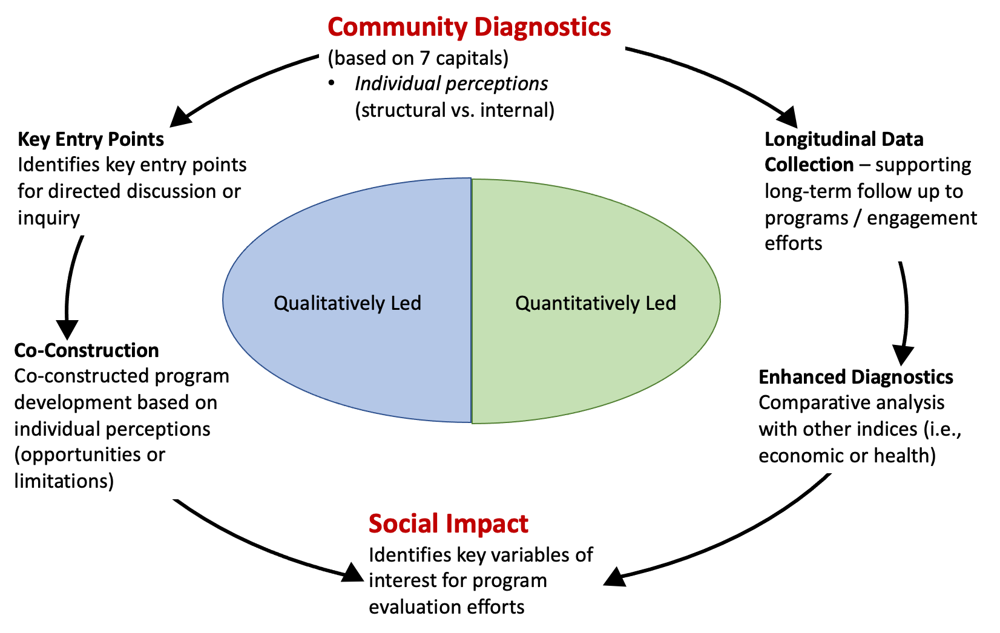 Community Diagnostics
(based on 7 capitals)
• Individual perceptions
(structural vs. internal)
Key Entry Points
Identifies key entry points
for directed discussion or
inquiry
Longitudinal Data
Collection – supporting
long-term follow up to
programs / engagement
efforts
Qualitatively Led
Quantitatively Led
Co-Construction
Co-constructed program
development based on
individual perceptions
(opportunities or
limitations)
Enhanced Diagnostics
Comparative analysis
with other indices (i.e.,
economic or health)
Social Impact
Identifies key variables of
interest for program
evaluation efforts